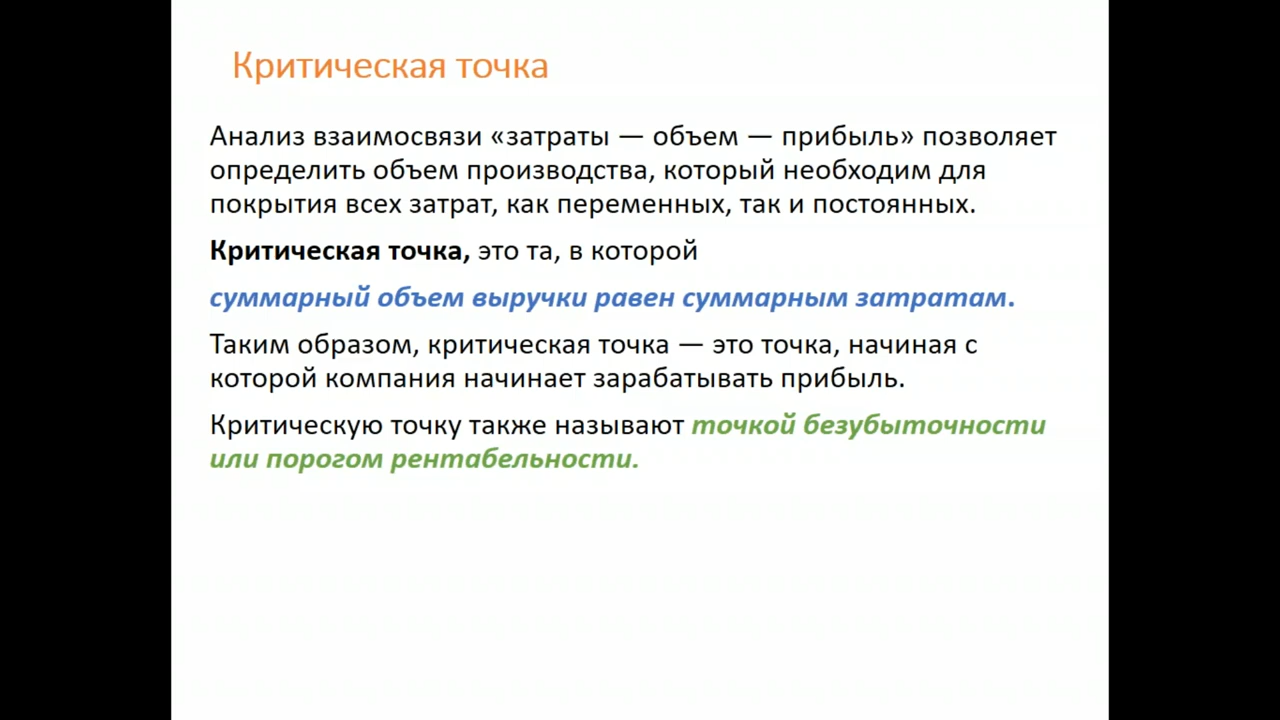 Критическая точка
Анализ взаимосвязи «затраты — объем — прибыль» позволяет
определить объем производства, который необходим для
покрытия всех затрат, как переменных, так и постоянных.
Критическая точка, это та, в которой
суммарный объем выручки равен суммарным затратам.
Таким образом, критическая точка — это точка, начиная с
которой компания начинает зарабатывать прибыль.
Критическую точку также называют точкой безубыточности
или порогом рентабельности.